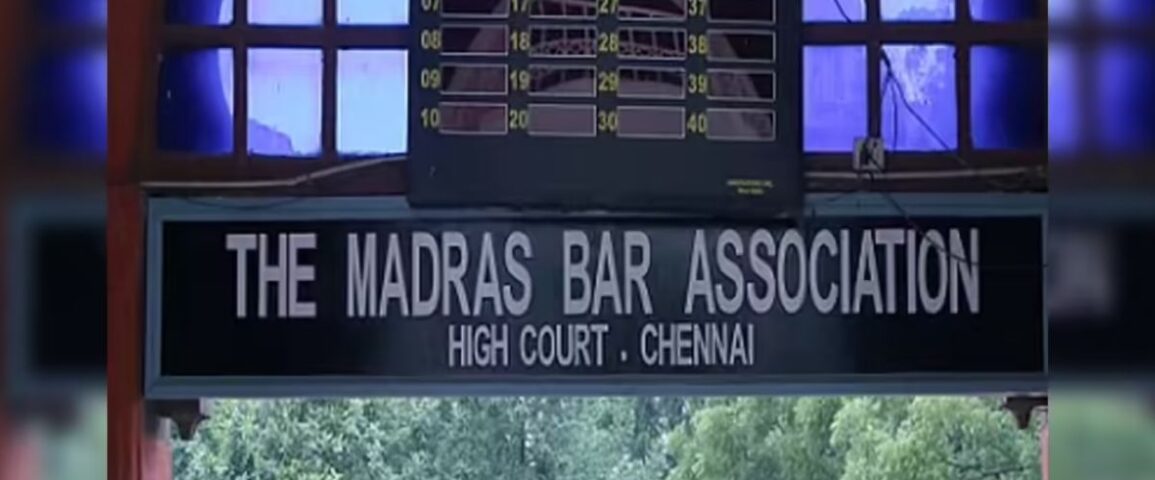 07 17 27 37
08 18 28 38
09 19 29 39
10 20 30 40
THE MADRAS BAR ASSOCIATION
HIGH COURT . CHENNAI